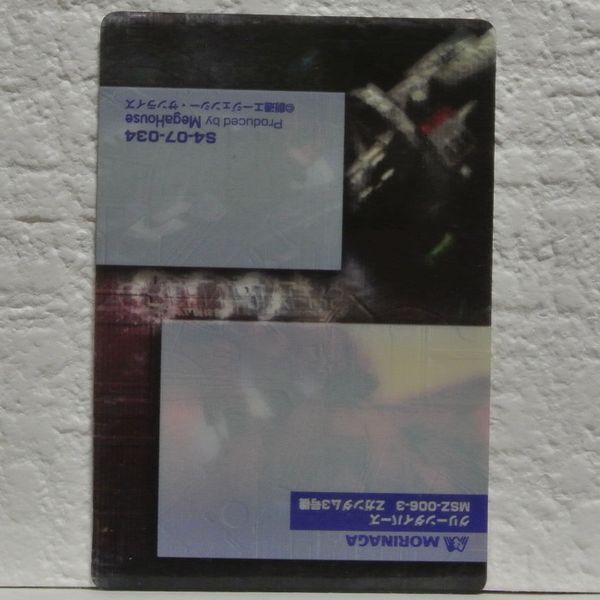 MORINAGA
グリーンダイバーズ
MSZ-006-3 Zガンダム3号機
S4-07-034
Produced by MegaHouse
©創通エージェンシー・サンライズ